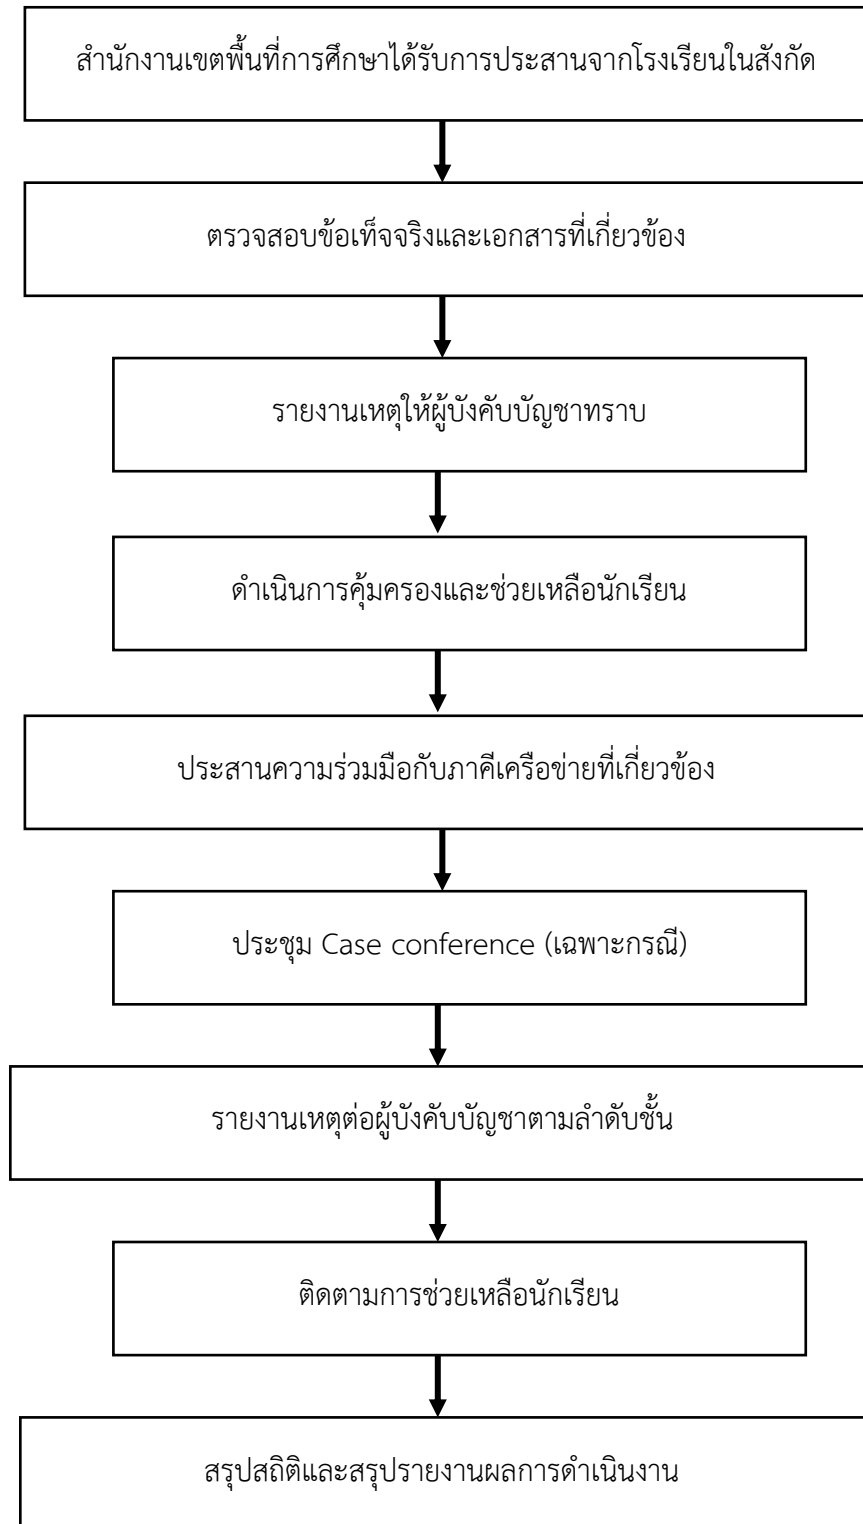 สำนักงานเขตพื้นที่การศึกษาได้รับการประสานจากโรงเรียนในสังกัด
ตรวจสอบข้อเท็จจริงและเอกสารที่เกี่ยวข้อง
รายงานเหตุให้ผู้บังคับบัญชาทราบ
ดำเนินการคุ้มครองและช่วยเหลือนักเรียน
ประสานความร่วมมือกับภาคีเครือข่ายที่เกี่ยวข้อง
ประชุม Case conference (เฉพาะกรณี)
รายงานเหตุต่อผู้บังคับบัญชาตามลำดับชั้น
ติดตามการช่วยเหลือนักเรียน
สรุปสถิติและสรุปรายงานผลการดำเนินงาน